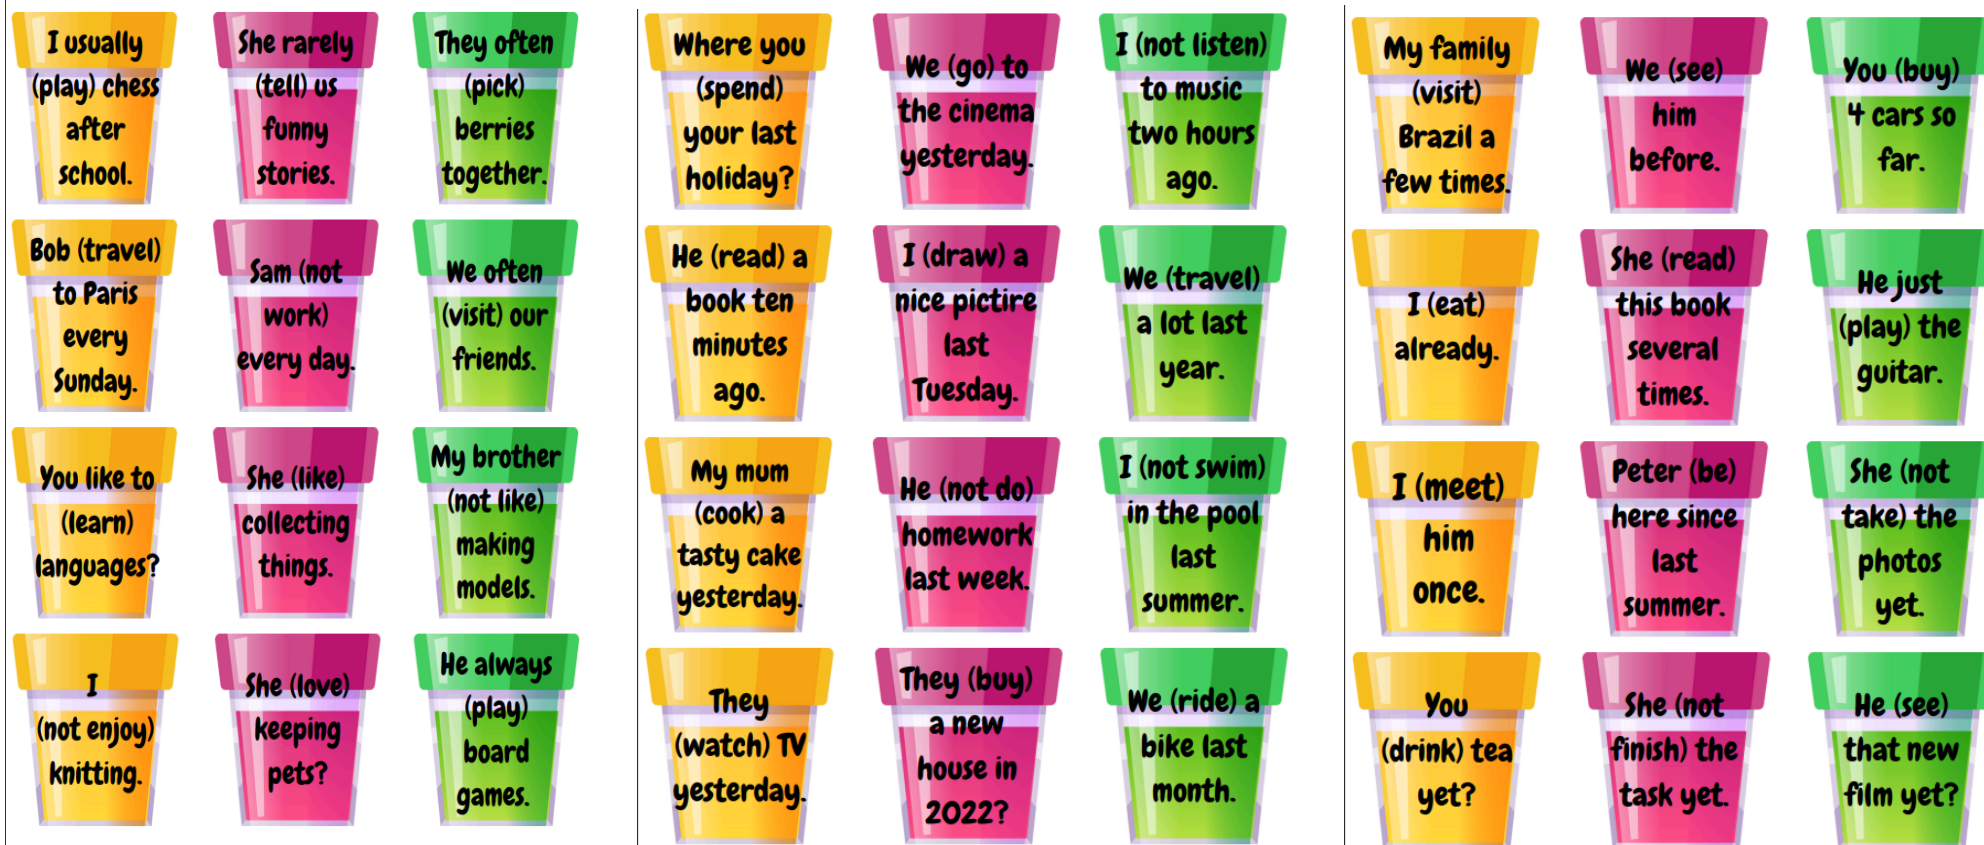 I usually
(play) chess
after
school.
She rarely
(tell) us
funny
stories.
They often
(pick)
berries
together.
Bob (travel)
to Paris
every
Sunday.
Sam (not
work)
every day.
We often
(visit) our
friends.
You like to
(learn)
languages?
She (like)
collecting
things.
My brother
(not like)
making
models.
I
(not enjoy)
knitting.
She (love)
keeping
pets?
He always
(play)
board
games.
Where you
(spend)
your last
holiday?
We (go) to
the cinema
yesterday.
I (not listen)
to music
two hours
ago.
He (read) a
book ten
minutes
ago.
I (draw) a
nice pictire
last
Tuesday.
We (travel)
a lot last
year.
My mum
(cook) a
tasty cake
yesterday.
He (not do)
homework
last week.
I (not swim)
in the pool
last
summer.
They
(watch) TV
yesterday.
They (buy)
a new
house in
2022?
We (ride) a
bike last
month.
My family
(visit)
Brazil a
few times.
We (see)
him
before.
You (buy)
4 cars so
far.
I (eat)
already.
She (read)
this book
several
times.
He just
(play) the
guitar.
I (meet)
him
once.
Peter (be)
here since
last
summer.
She (not
take) the
photos
yet.
You
(drink) tea
yet?
She (not
finish) the
task yet.
He (see)
that new
film yet?